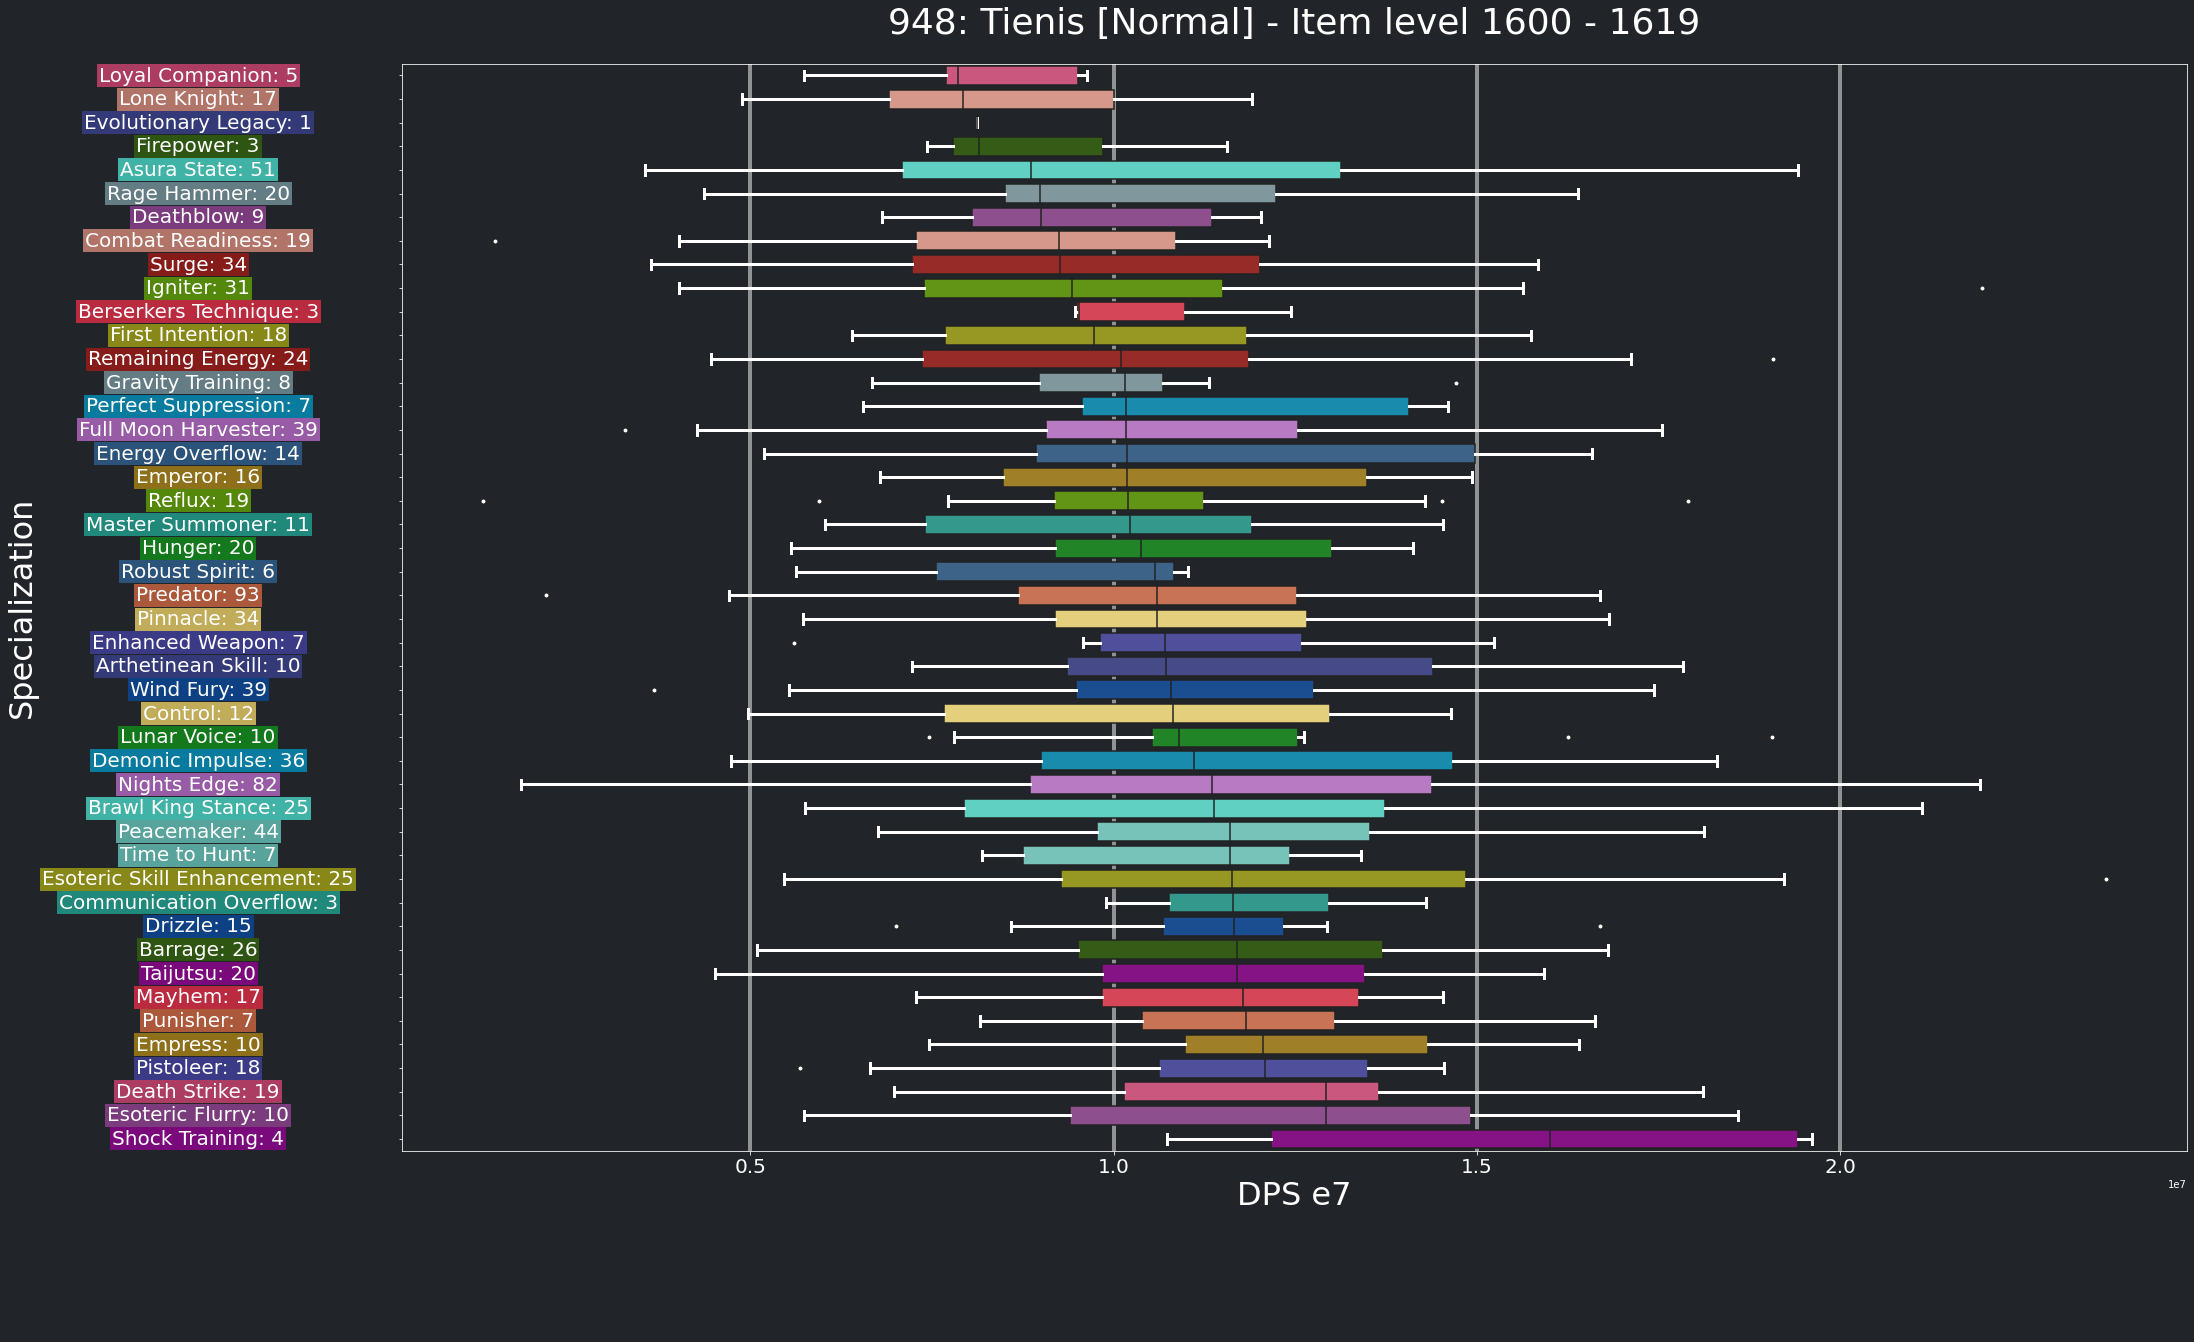 948: Tienis [Normal] - Item level 1600 - 1619
Specialization
Loyal Companion: 5
Lone Knight: 17
Evolutionary Legacy: 1
Firepower: 3
Asura State: 51
Rage Hammer: 20
Deathblow: 9
Combat Readiness: 19
Surge: 34
Igniter: 31
Berserkers Technique: 3
First Intention: 18
Remaining Energy: 24
Gravity Training: 8
Perfect Suppression: 7
Full Moon Harvester: 39
Energy Overflow: 14
Emperor: 16
Reflux: 19
Master Summoner: 11
Hunger: 20
Robust Spirit: 6
Predator: 93
Pinnacle: 34
Enhanced Weapon: 7
Arthetinean Skill: 10
Wind Fury: 39
Control: 12
Lunar Voice: 10
Demonic Impulse: 36
Nights Edge: 82
Brawl King Stance: 25
Peacemaker: 44
Time to Hunt: 7
Esoteric Skill Enhancement: 25
Communication Overflow: 3
Drizzle: 15
Barrage: 26
Taijutsu: 20
Mayhem: 17
Punisher: 7
Empress: 10
Pistoleer: 18
Death Strike: 19
Esoteric Flurry: 10
Shock Training: 4
0.5 1.0 1.5 2.0
1e7
DPS e7